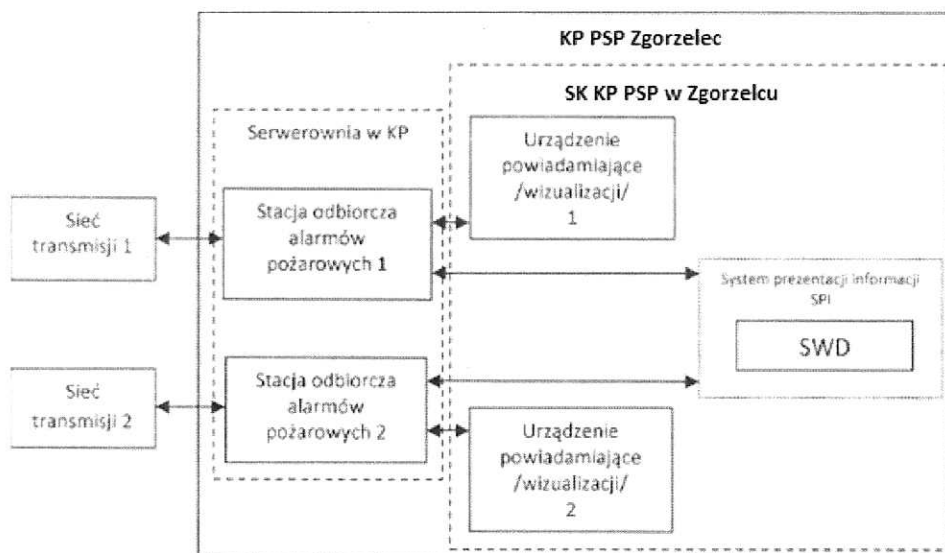 KP PSP Zgorzelec
SK KP PSP w Zgorzelcu
Serwerownia w KP
Urządzenie
powiadamiające
/wizualizacji/
1
Sieć
transmisji 1
Stacja odbiorcza
alarmów
pożarowych 1
System prezentacji informacji
SPI
SWD
Sieć
transmisji 2
Stacja odbiorcza
alarmów
pożarowych 2
Urządzenie
powiadamiające
/wizualizacji/
2